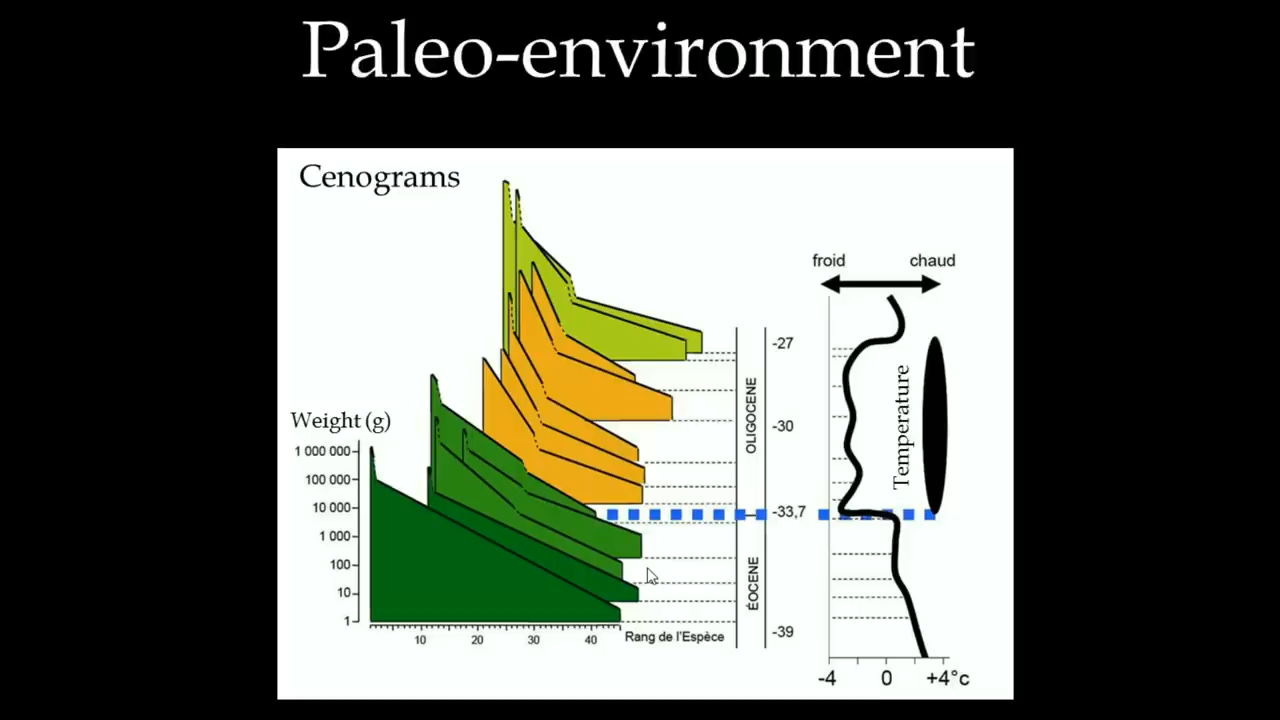 Paleo-environment
Cenograms
froid
chaud
-27
OLIGOCENE
Temperature
Weight (g)
-30
1 000 000
100 000
10 000
-33,7
1 000
100
ÉOCENE
10
1
-39
Rang de l'Espèce
10
20
30
40
-4
0
+4°c